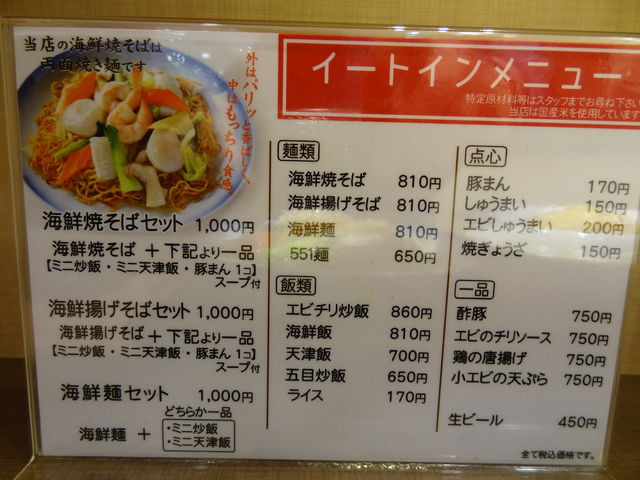 当店の海鮮焼そばは
両面焼き麺です
外はパリッと香ばしく、
中はもっちり食感
海鮮焼そばセット 1,000円
海鮮焼そば + 下記より一品
【ミニ炒飯・ミニ天津飯・豚まん 1コ】
スープ付
海鮮揚げそばセット 1,000円
海鮮揚げそば + 下記より一品
【ミニ炒飯・ミニ天津飯・豚まん 1コ】
スープ付
海鮮麺セット 1,000円
どちらか一品
海鮮麺 +
・ミニ炒飯
・ミニ天津飯
イートインメニュー
特定原材料等はスタッフまでお尋ね下さい
当店は国産米を使用しています
麺類
海鮮焼そば 810円
海鮮揚げそば 810円
海鮮麺 810円
551麺 650円
飯類
エビチリ炒飯 860円
海鮮飯 810円
天津飯 700円
五目炒飯 650円
ライス 170円
点心
豚まん 170円
しゅうまい 150円
エビしゅうまい 200円
焼ぎょうざ 150円
一品
酢豚 750円
エビのチリソース 750円
鶏の唐揚げ 750円
小エビの天ぷら 750円
生ビール 450円
全て税込価格です。